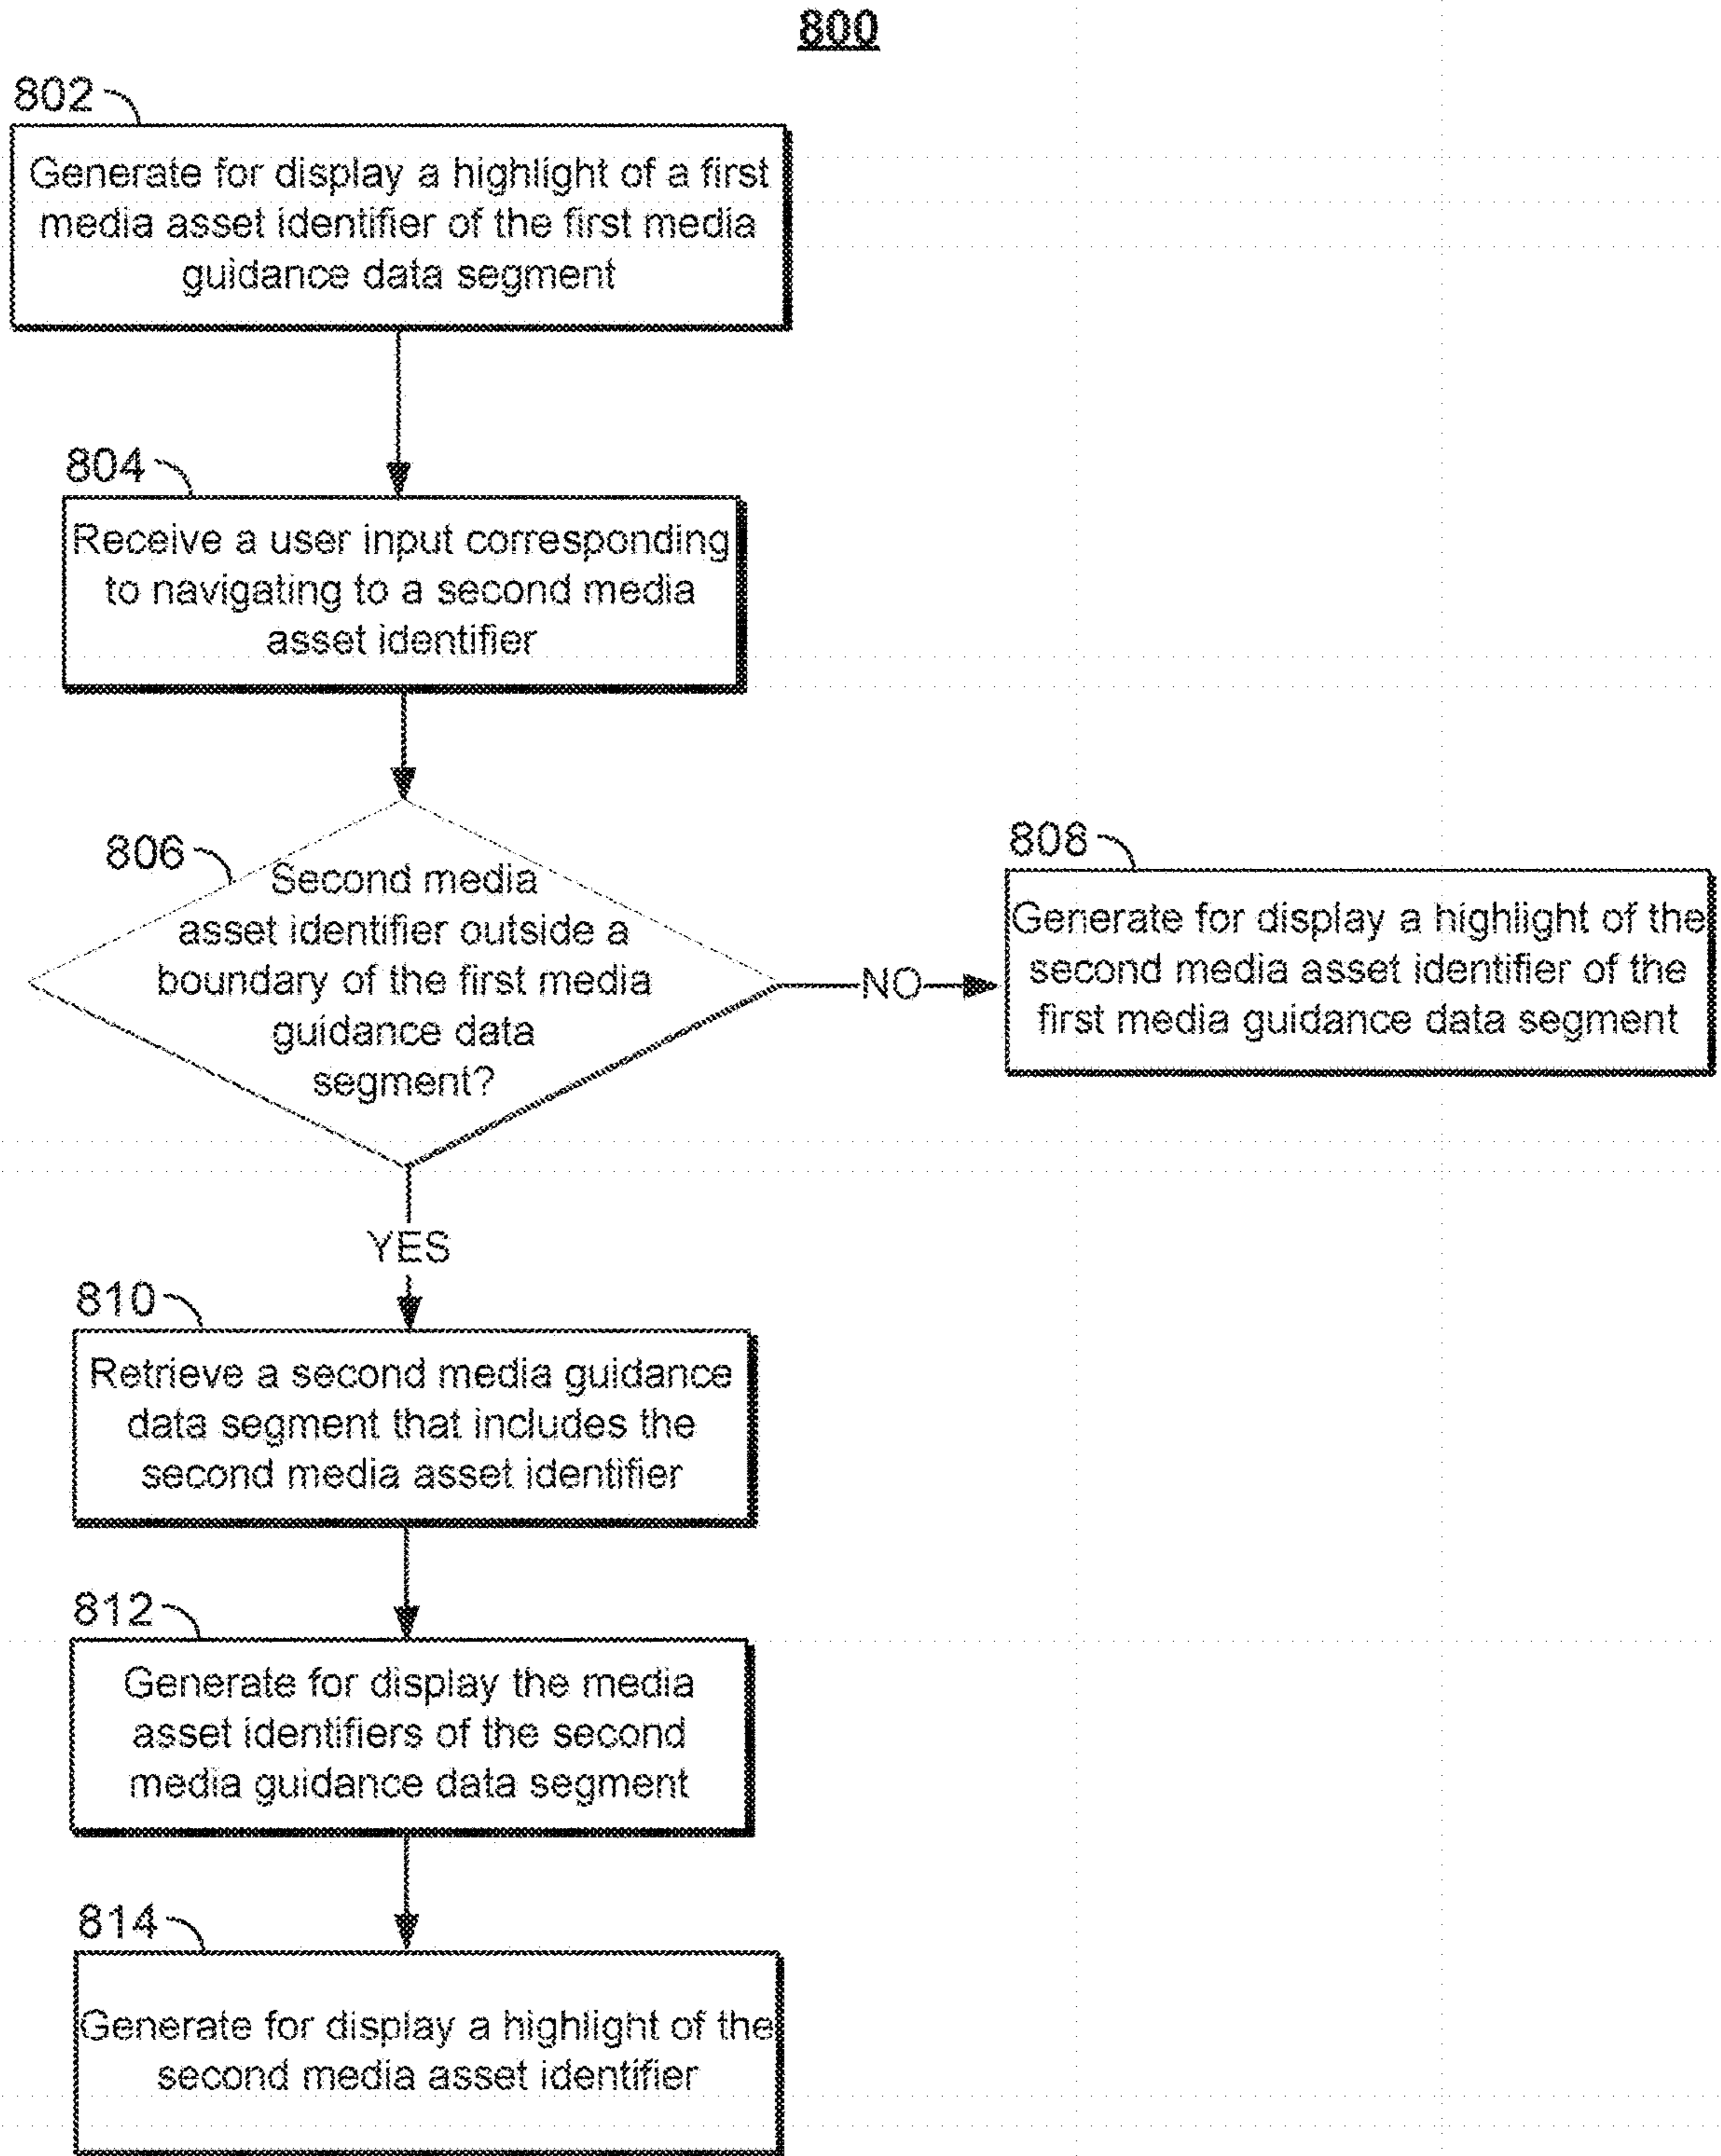 800
802
Generate for display a highlight of a first
media asset identifier of the first media
guidance data segment
804
Receive a user input corresponding
to navigating to a second media
asset identifier
806
Second media
asset identifier outside a
boundary of the first media
guidance data
segment?
NO
808
Generate for display a highlight of the
second media asset identifier of the
first media guidance data segment
YES
810
Retrieve a second media guidance
data segment that includes the
second media asset identifier
812
Generate for display the media
asset identifiers of the second
media guidance data segment
814
Generate for display a highlight of the
second media asset identifier